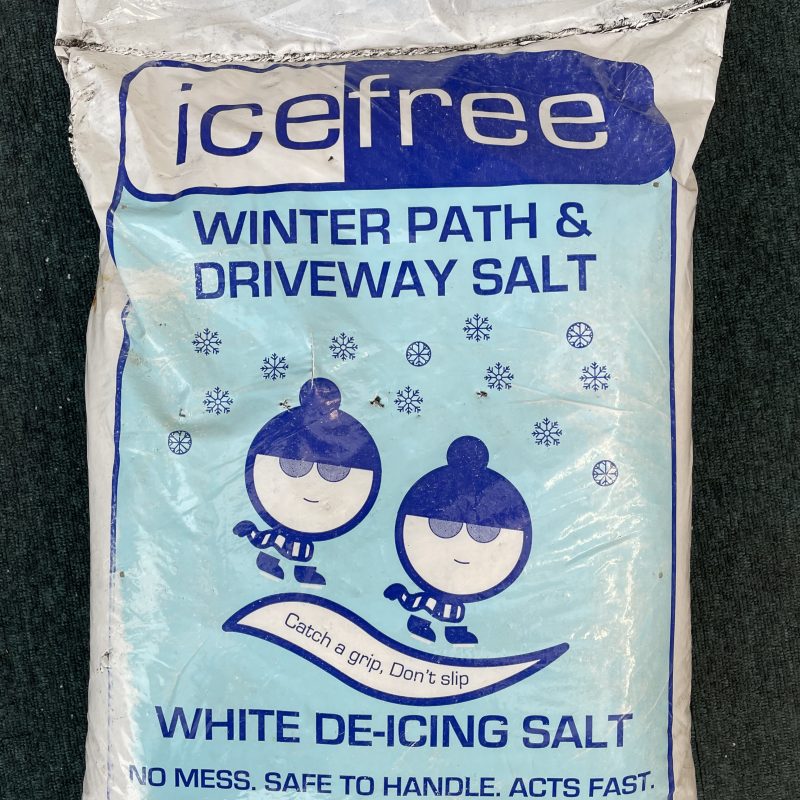 icefree
WINTER PATH &
DRIVEWAY SALT
Catch a grip, Don't slip
WHITE DE-ICING SALT
NO MESS. SAFE TO HANDLE. ACTS FAST.